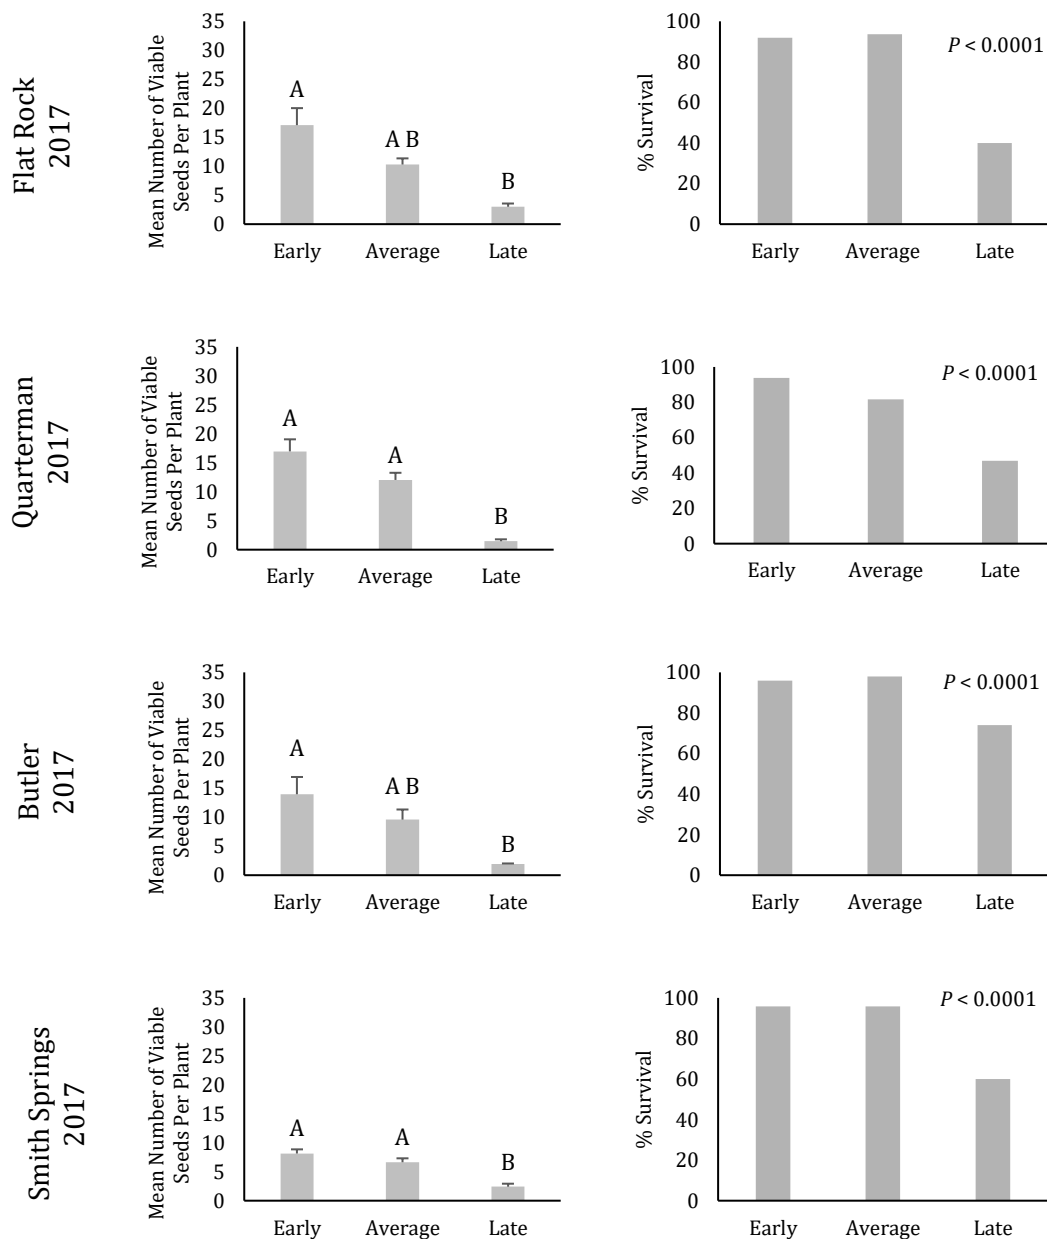 Flat Rock
2017
Mean Number of Viable
Seeds Per Plant
35
30
25
20
15
10
5
0
A
A B
B
Early Average Late
% Survival
100
80
60
40
20
0
P < 0.0001
Early Average Late
Quarterman
2017
Mean Number of Viable
Seeds Per Plant
35
30
25
20
15
10
5
0
A
A
B
Early Average Late
% Survival
100
80
60
40
20
0
P < 0.0001
Early Average Late
Butler
2017
Mean Number of Viable
Seeds Per Plant
35
30
25
20
15
10
5
0
A
A B
B
Early Average Late
% Survival
100
80
60
40
20
0
P < 0.0001
Early Average Late
Smith Springs
2017
Mean Number of Viable
Seeds Per Plant
35
30
25
20
15
10
5
0
A
A
B
Early Average Late
% Survival
100
80
60
40
20
0
P < 0.0001
Early Average Late